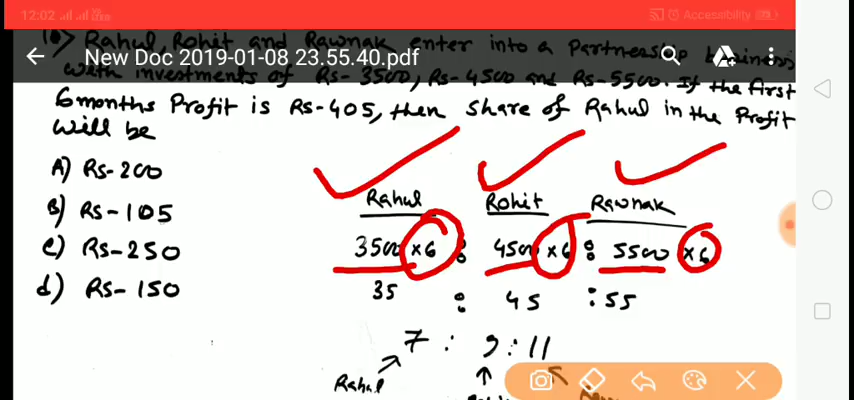 12:02
Accessibility
10> Rahul, Rohit and Rawnak enter into a Partnership business
New Doc 2019-01-08 23.55.40.pdf
with investments of Rs-3500, Rs-4500 and Rs-5500. If the first
6months Profit is Rs-405, then share of Rahul in the Profit
will be
A) Rs-200
B) Rs-105
c) Rs-250
d) Rs-150
Rahul Rohit Rawnak
3500×6 : 4500×6 : 5500×6
35 : 45 : 55
7 : 9 : 11
Rahul